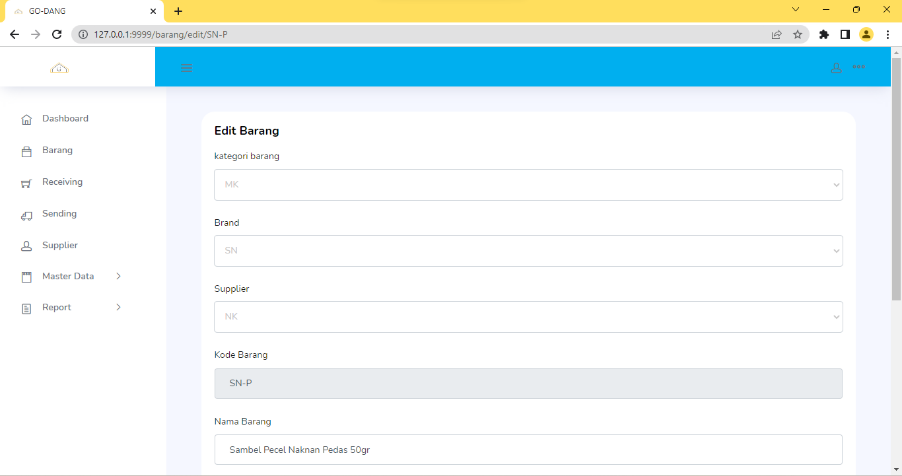 GO-DANG
127.0.0.1:9999/barang/edit/SN-P
Dashboard
Barang
Receiving
Sending
Supplier
Master Data
Report
Edit Barang
kategori barang
MK
Brand
SN
Supplier
NK
Kode Barang
SN-P
Nama Barang
Sambel Pecel Naknan Pedas 50gr